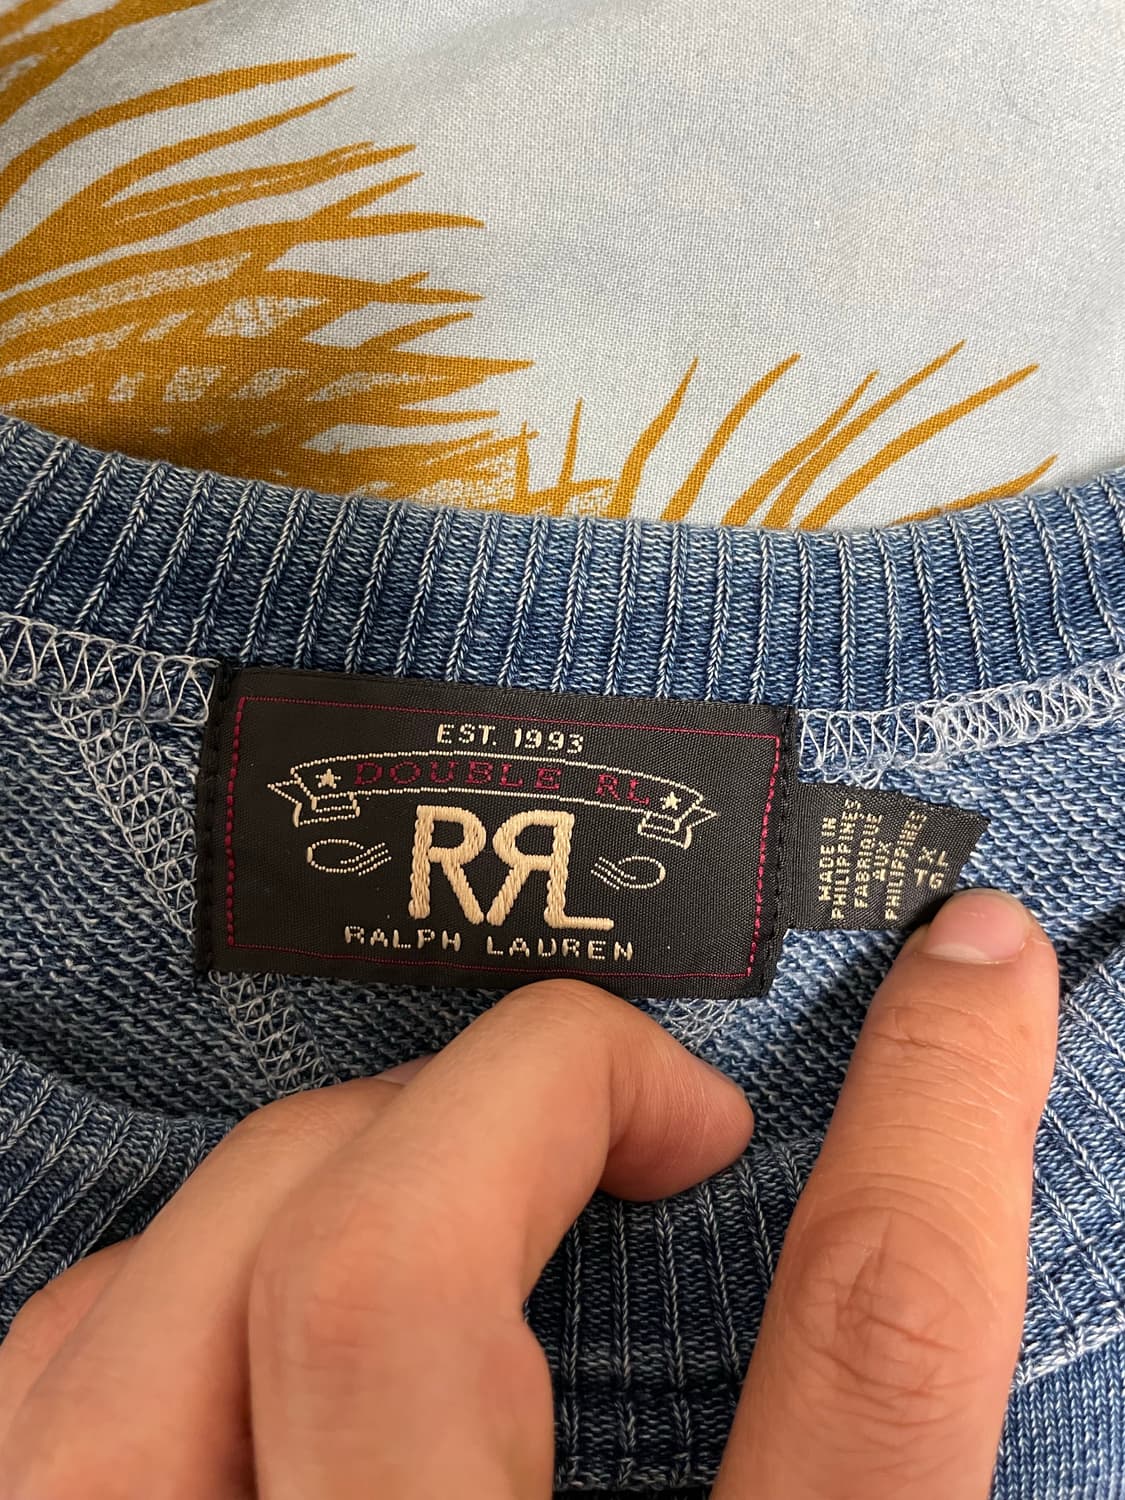 EST. 1993
DOUBLE RL
RRL
RALPH LAUREN
MADE IN
PHILIPPINES
FABRIQUE
AUX
PHILIPPINES
XL
TG